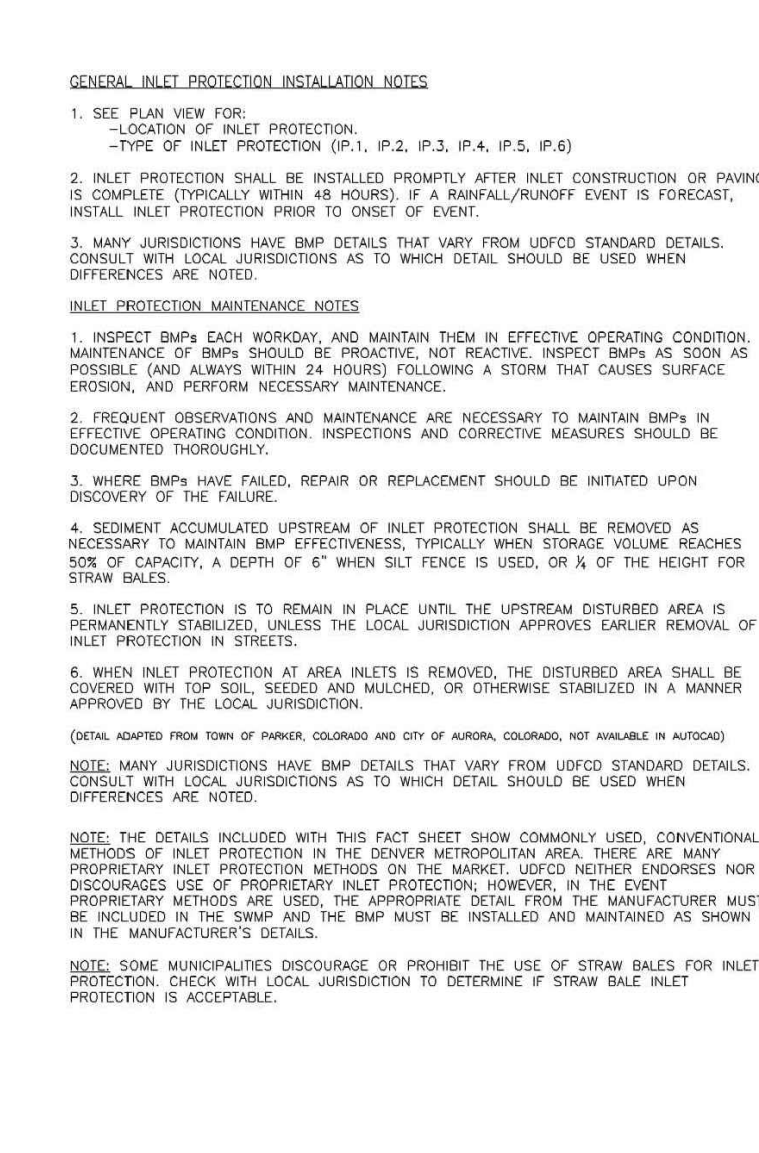 GENERAL INLET PROTECTION INSTALLATION NOTES
1. SEE PLAN VIEW FOR:
-LOCATION OF INLET PROTECTION.
-TYPE OF INLET PROTECTION (IP.1, IP.2, IP.3, IP.4, IP.5, IP.6)
2. INLET PROTECTION SHALL BE INSTALLED PROMPTLY AFTER INLET CONSTRUCTION OR PAVING
IS COMPLETE (TYPICALLY WITHIN 48 HOURS). IF A RAINFALL/RUNOFF EVENT IS FORECAST,
INSTALL INLET PROTECTION PRIOR TO ONSET OF EVENT.
3. MANY JURISDICTIONS HAVE BMP DETAILS THAT VARY FROM UDFCD STANDARD DETAILS.
CONSULT WITH LOCAL JURISDICTIONS AS TO WHICH DETAIL SHOULD BE USED WHEN
DIFFERENCES ARE NOTED.
INLET PROTECTION MAINTENANCE NOTES
1. INSPECT BMPs EACH WORKDAY, AND MAINTAIN THEM IN EFFECTIVE OPERATING CONDITION.
MAINTENANCE OF BMPs SHOULD BE PROACTIVE, NOT REACTIVE. INSPECT BMPs AS SOON AS
POSSIBLE (AND ALWAYS WITHIN 24 HOURS) FOLLOWING A STORM THAT CAUSES SURFACE
EROSION, AND PERFORM NECESSARY MAINTENANCE.
2. FREQUENT OBSERVATIONS AND MAINTENANCE ARE NECESSARY TO MAINTAIN BMPs IN
EFFECTIVE OPERATING CONDITION. INSPECTIONS AND CORRECTIVE MEASURES SHOULD BE
DOCUMENTED THOROUGHLY.
3. WHERE BMPs HAVE FAILED, REPAIR OR REPLACEMENT SHOULD BE INITIATED UPON
DISCOVERY OF THE FAILURE.
4. SEDIMENT ACCUMULATED UPSTREAM OF INLET PROTECTION SHALL BE REMOVED AS
NECESSARY TO MAINTAIN BMP EFFECTIVENESS, TYPICALLY WHEN STORAGE VOLUME REACHES
50% OF CAPACITY, A DEPTH OF 6" WHEN SILT FENCE IS USED, OR ¼ OF THE HEIGHT FOR
STRAW BALES.
5. INLET PROTECTION IS TO REMAIN IN PLACE UNTIL THE UPSTREAM DISTURBED AREA IS
PERMANENTLY STABILIZED, UNLESS THE LOCAL JURISDICTION APPROVES EARLIER REMOVAL OF
INLET PROTECTION IN STREETS.
6. WHEN INLET PROTECTION AT AREA INLETS IS REMOVED, THE DISTURBED AREA SHALL BE
COVERED WITH TOP SOIL, SEEDED AND MULCHED, OR OTHERWISE STABILIZED IN A MANNER
APPROVED BY THE LOCAL JURISDICTION.
(DETAIL ADAPTED FROM TOWN OF PARKER, COLORADO AND CITY OF AURORA, COLORADO, NOT AVAILABLE IN AUTOCAD)
NOTE: MANY JURISDICTIONS HAVE BMP DETAILS THAT VARY FROM UDFCD STANDARD DETAILS.
CONSULT WITH LOCAL JURISDICTIONS AS TO WHICH DETAIL SHOULD BE USED WHEN
DIFFERENCES ARE NOTED.
NOTE: THE DETAILS INCLUDED WITH THIS FACT SHEET SHOW COMMONLY USED, CONVENTIONAL
METHODS OF INLET PROTECTION IN THE DENVER METROPOLITAN AREA. THERE ARE MANY
PROPRIETARY INLET PROTECTION METHODS ON THE MARKET. UDFCD NEITHER ENDORSES NOR
DISCOURAGES USE OF PROPRIETARY INLET PROTECTION; HOWEVER, IN THE EVENT
PROPRIETARY METHODS ARE USED, THE APPROPRIATE DETAIL FROM THE MANUFACTURER MUST
BE INCLUDED IN THE SWMP AND THE BMP MUST BE INSTALLED AND MAINTAINED AS SHOWN
IN THE MANUFACTURER'S DETAILS.
NOTE: SOME MUNICIPALITIES DISCOURAGE OR PROHIBIT THE USE OF STRAW BALES FOR INLET
PROTECTION. CHECK WITH LOCAL JURISDICTION TO DETERMINE IF STRAW BALE INLET
PROTECTION IS ACCEPTABLE.